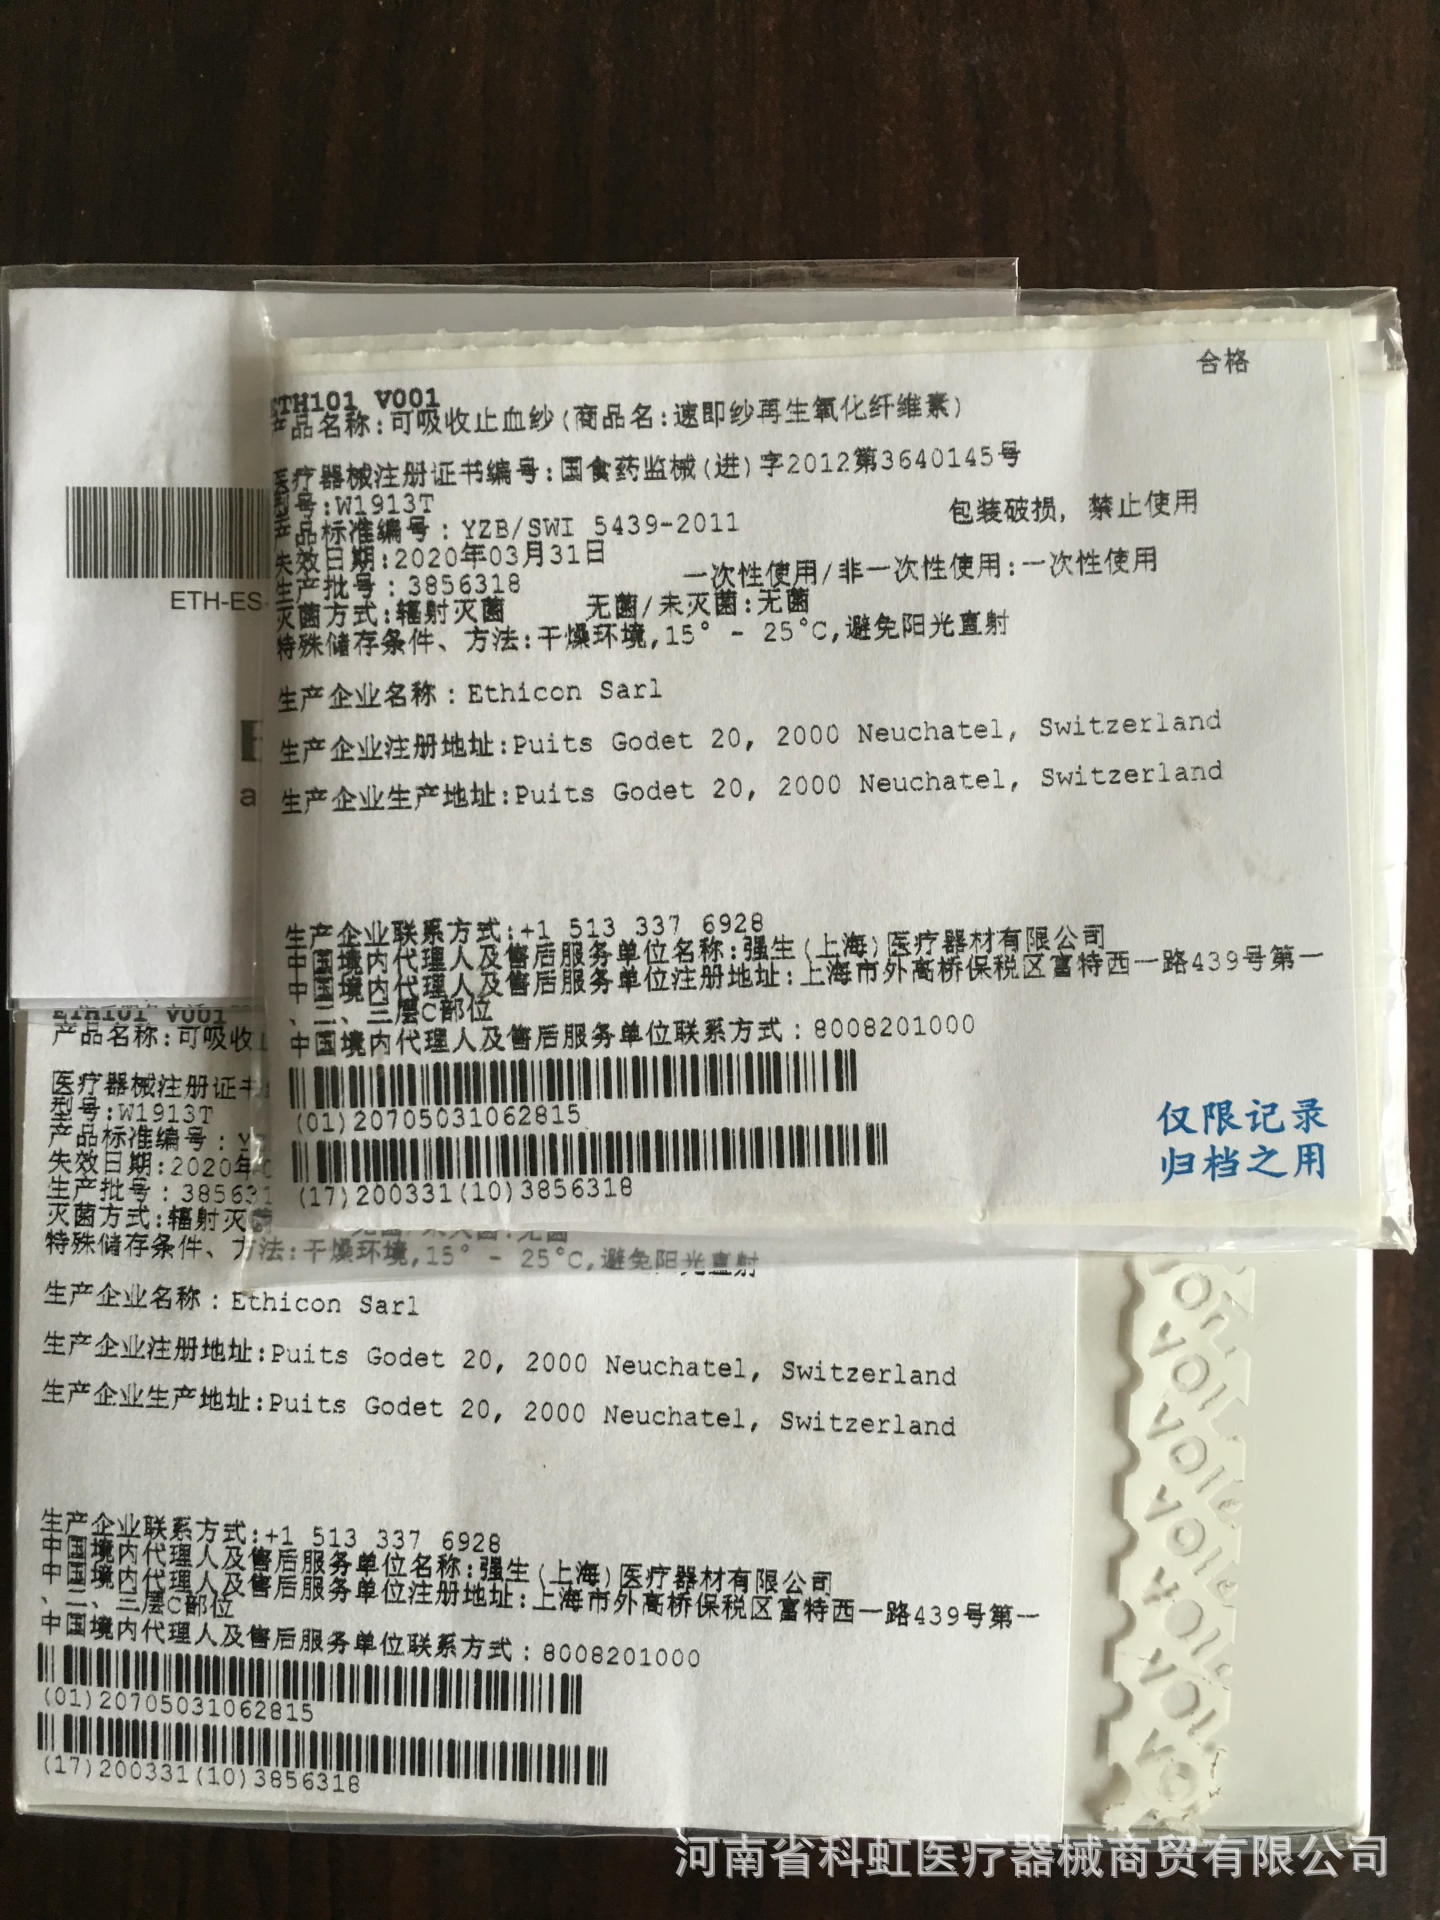 合格
ETH101 V001
产品名称:可吸收止血纱(商品名:速即纱再生氧化纤维素)
医疗器械注册证书编号:国食药监械(进)字2012第3640145号
型号:W1913T
包装破损, 禁止使用
产品标准编号:YZB/SWI 5439-2011
失效日期:2020年03月31日
一次性使用/非一次性使用:一次性使用
生产批号:3856318
灭菌方式:辐射灭菌 无菌/未灭菌:无菌
特殊储存条件、方法:干燥环境,15° - 25°C,避免阳光直射
生产企业名称:Ethicon Sarl
生产企业注册地址:Puits Godet 20, 2000 Neuchatel, Switzerland
生产企业生产地址:Puits Godet 20, 2000 Neuchatel, Switzerland
生产企业联系方式:+1 513 337 6928
中国境内代理人及售后服务单位名称:强生(上海)医疗器材有限公司
中国境内代理人及售后服务单位注册地址:上海市外高桥保税区富特西一路439号第一
、二、三层C部位
中国境内代理人及售后服务单位联系方式:8008201000
(01)20705031062815
(17)200331(10)3856318
仅限记录
归档之用
ETH-ES-
ETH101 V001
产品名称:可吸收
医疗器械注册证书
型号:W1913T
产品标准编号:YZ
失效日期:2020年0
生产批号:385631
灭菌方式:辐射灭菌 无菌/未灭菌:无菌
特殊储存条件、方法:干燥环境,15° - 25°C,避免阳光直射
生产企业名称:Ethicon Sarl
生产企业注册地址:Puits Godet 20, 2000 Neuchatel, Switzerland
生产企业生产地址:Puits Godet 20, 2000 Neuchatel, Switzerland
生产企业联系方式:+1 513 337 6928
中国境内代理人及售后服务单位名称:强生(上海)医疗器材有限公司
中国境内代理人及售后服务单位注册地址:上海市外高桥保税区富特西一路439号第一
、二、三层C部位
中国境内代理人及售后服务单位联系方式:8008201000
(01)20705031062815
(17)200331(10)3856318
河南省科虹医疗器械商贸有限公司